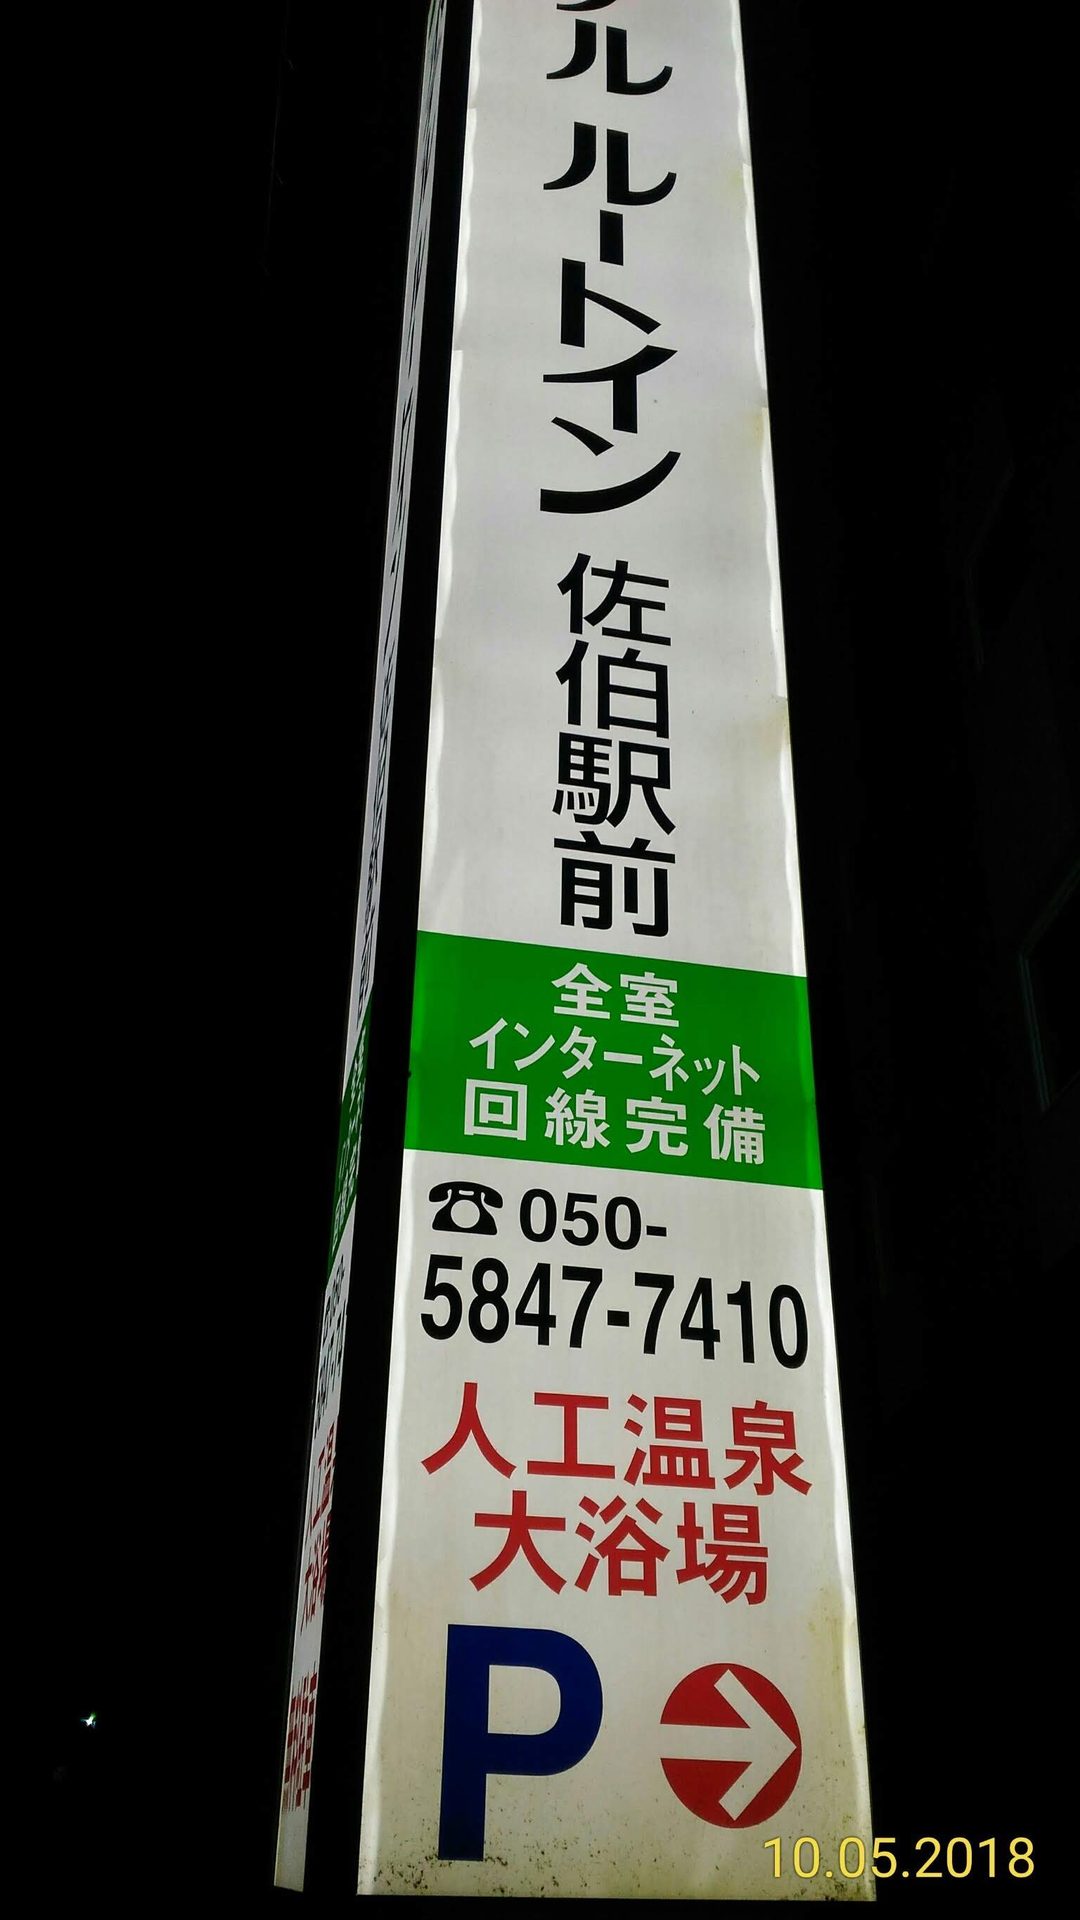 ル ルートイン 佐伯駅前
全室
インターネット
回線完備
☎050-
5847-7410
人工温泉
大浴場
P
10.05.2018